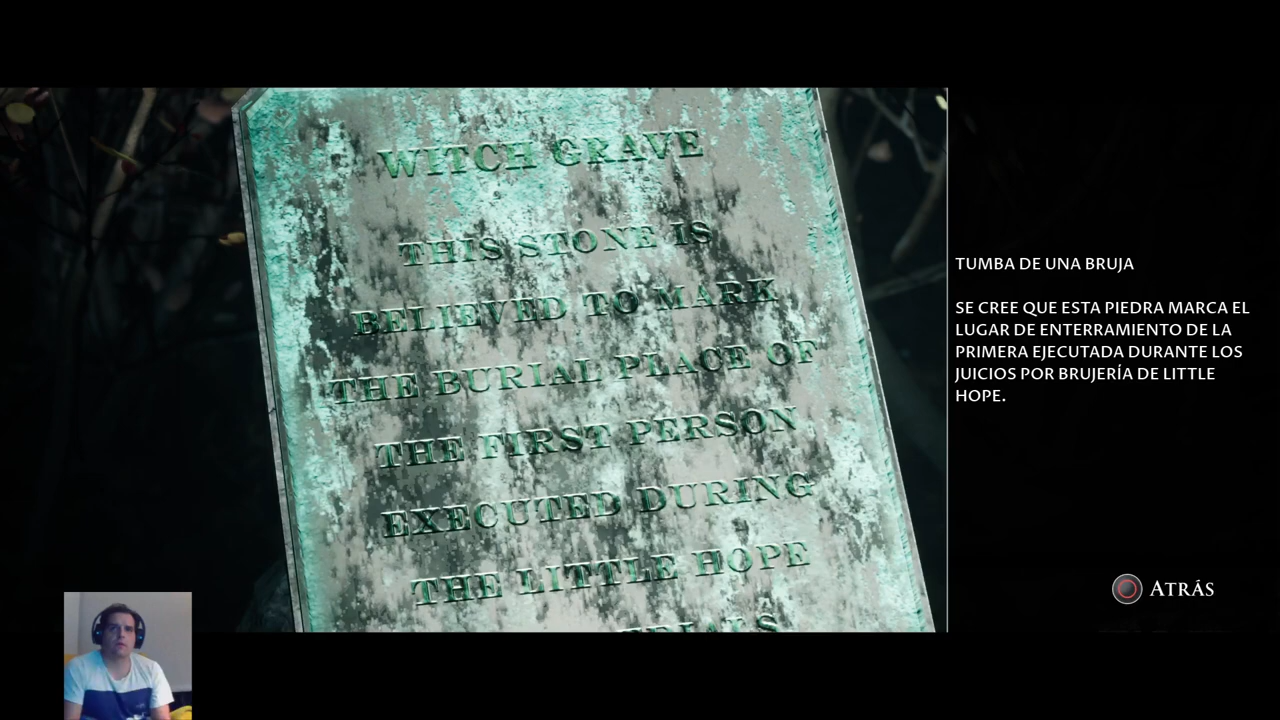 WITCH GRAVE
THIS STONE IS
BELIEVED TO MARK
THE BURIAL PLACE OF
THE FIRST PERSON
EXECUTED DURING
THE LITTLE HOPE
TRIALS
TUMBA DE UNA BRUJA
SE CREE QUE ESTA PIEDRA MARCA EL
LUGAR DE ENTERRAMIENTO DE LA
PRIMERA EJECUTADA DURANTE LOS
JUICIOS POR BRUJERÍA DE LITTLE
HOPE.
ATRÁS